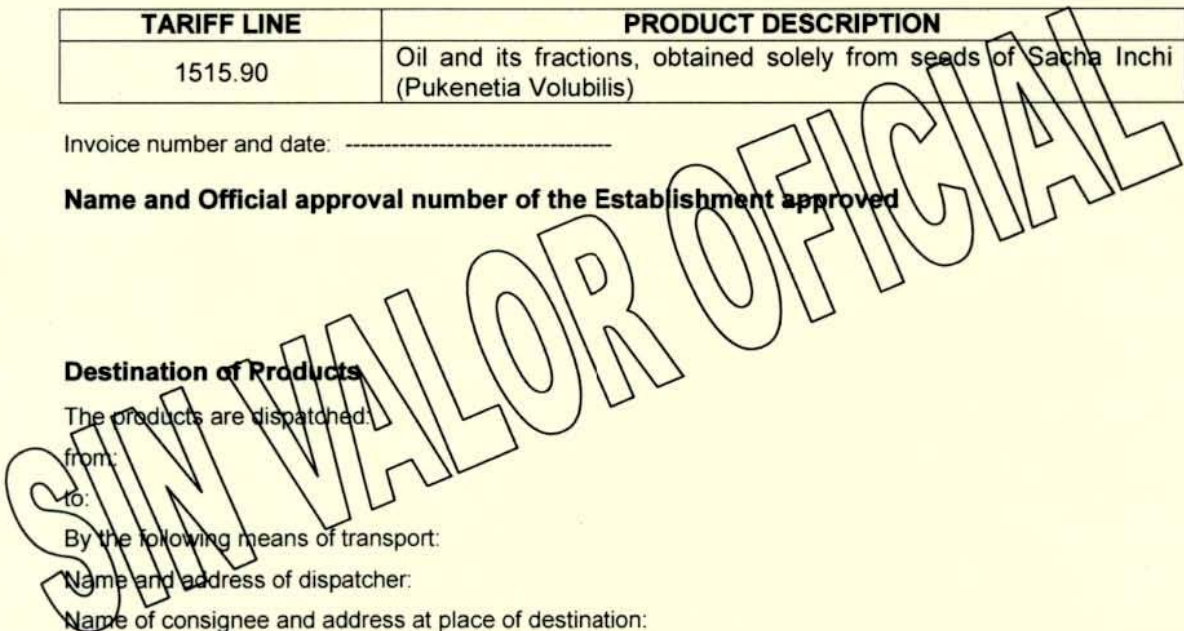 TARIFF LINE PRODUCT DESCRIPTION
1515.90 Oil and its fractions, obtained solely from seeds of Sacha Inchi
(Pukenetia Volubilis)
Invoice number and date: -----------------------------------
Name and Official approval number of the Establishment approved
Destination of Products
The products are dispatched:
from:
to:
By the following means of transport:
Name and address of dispatcher:
Name of consignee and address at place of destination:
SIN VALOR OFICIAL